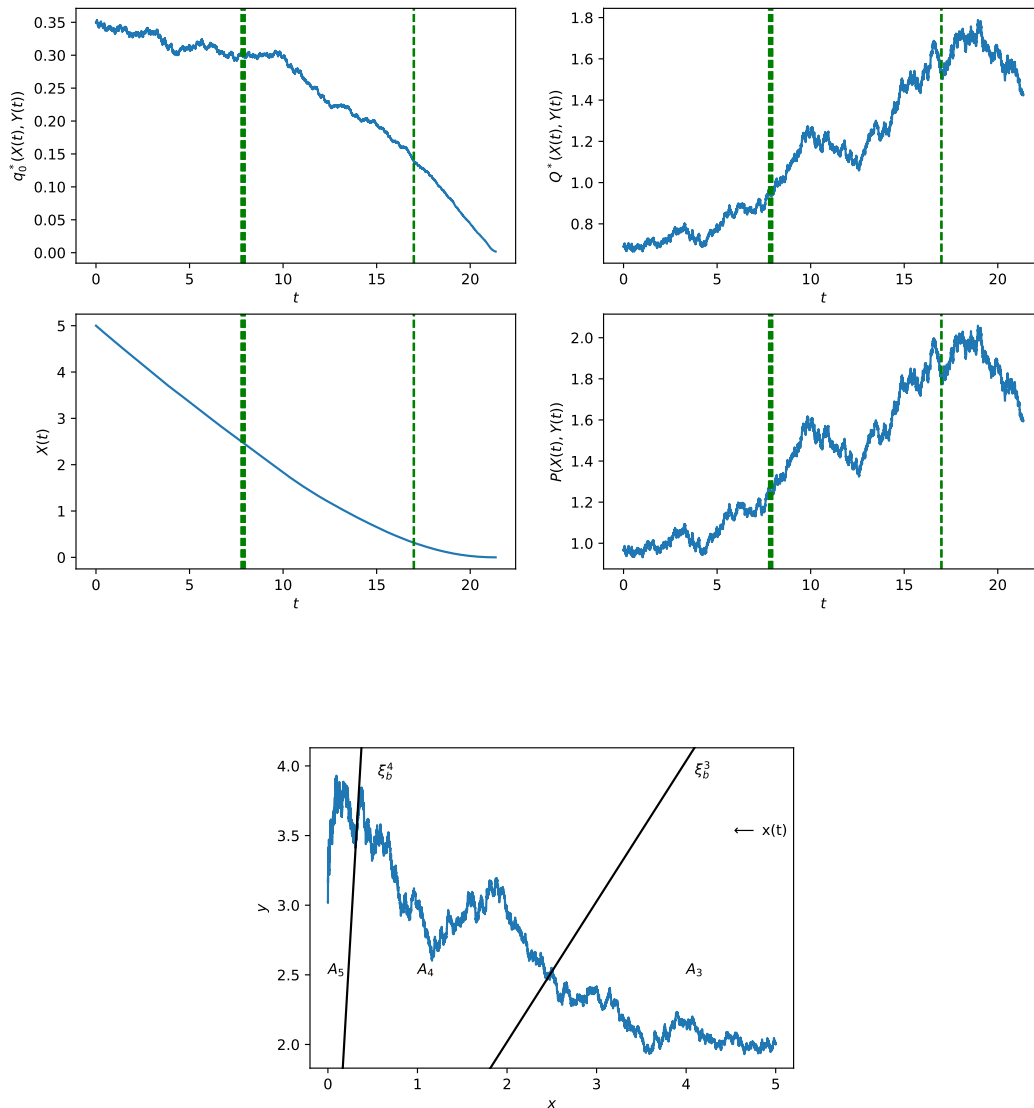 0.35
0.30
0.25
0.20
0.15
0.10
0.05
0.00
q₀*(X(t), Y(t))
0 5 10 15 20
t
1.8
1.6
1.4
1.2
1.0
0.8
Q*(X(t), Y(t))
0 5 10 15 20
t
5
4
3
2
1
0
X(t)
0 5 10 15 20
t
2.0
1.8
1.6
1.4
1.2
1.0
P(X(t), Y(t))
0 5 10 15 20
t
4.0
3.5
3.0
2.5
2.0
y
ξ_b^4
ξ_b^3
⟵ x(t)
A₅
A₄
A₃
0 1 2 3 4 5
x